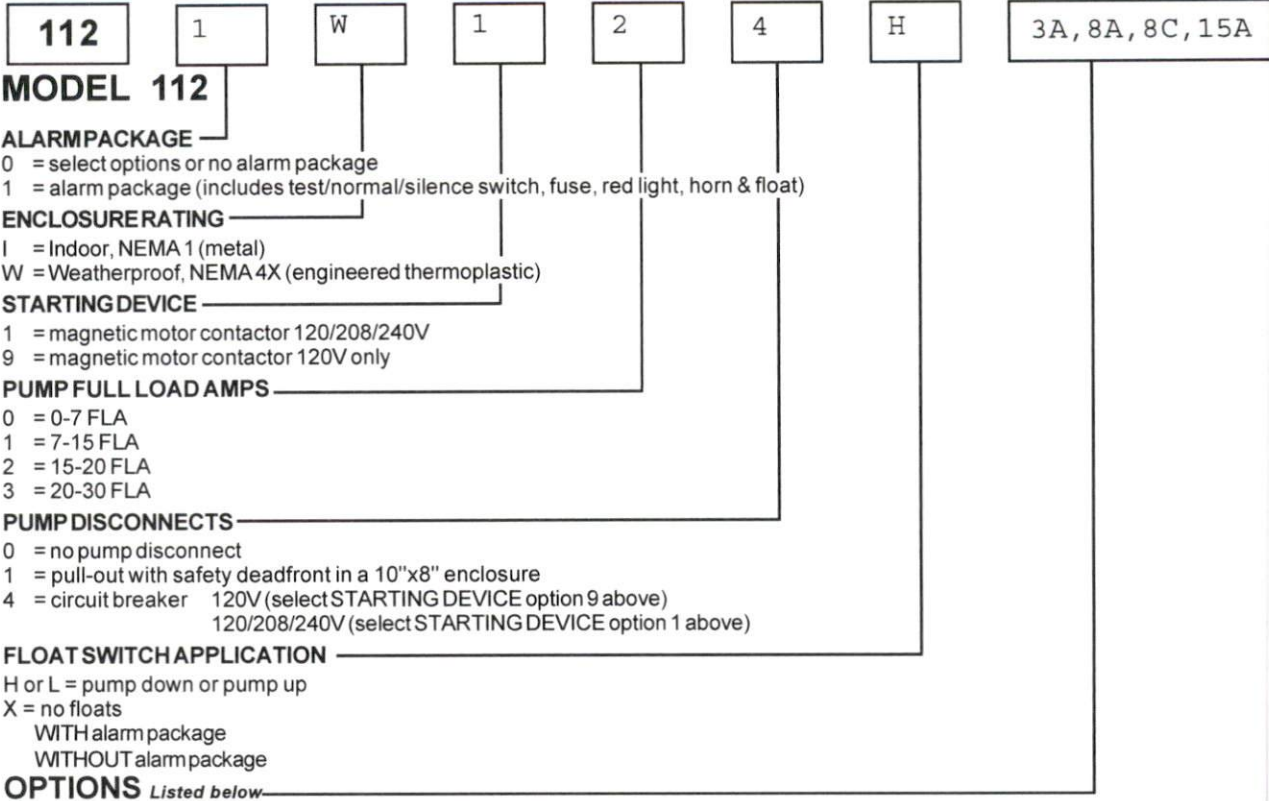 112 1 W 1 2 4 H 3A,8A,8C,15A
MODEL 112
ALARM PACKAGE
0 = select options or no alarm package
1 = alarm package (includes test/normal/silence switch, fuse, red light, horn & float)
ENCLOSURE RATING
I = Indoor, NEMA 1 (metal)
W = Weatherproof, NEMA 4X (engineered thermoplastic)
STARTING DEVICE
1 = magnetic motor contactor 120/208/240V
9 = magnetic motor contactor 120V only
PUMP FULL LOAD AMPS
0 = 0-7 FLA
1 = 7-15 FLA
2 = 15-20 FLA
3 = 20-30 FLA
PUMP DISCONNECTS
0 = no pump disconnect
1 = pull-out with safety deadfront in a 10"x8" enclosure
4 = circuit breaker 120V (select STARTING DEVICE option 9 above)
120/208/240V (select STARTING DEVICE option 1 above)
FLOAT SWITCH APPLICATION
H or L = pump down or pump up
X = no floats
WITH alarm package
WITHOUT alarm package
OPTIONS Listed below